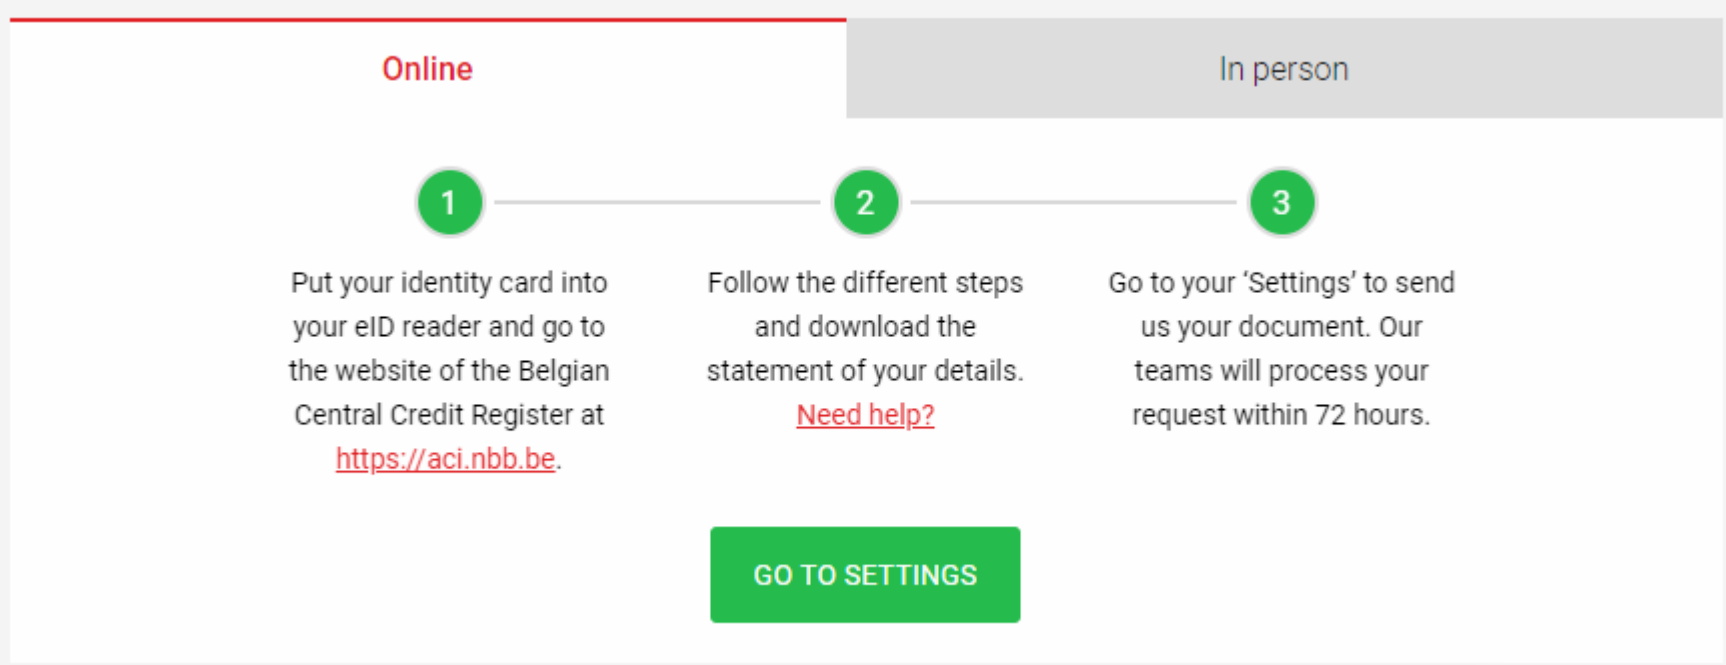 Online
In person
1
Put your identity card into
your eID reader and go to
the website of the Belgian
Central Credit Register at
https://aci.nbb.be.
2
Follow the different steps
and download the
statement of your details.
Need help?
3
Go to your ‘Settings’ to send
us your document. Our
teams will process your
request within 72 hours.
GO TO SETTINGS